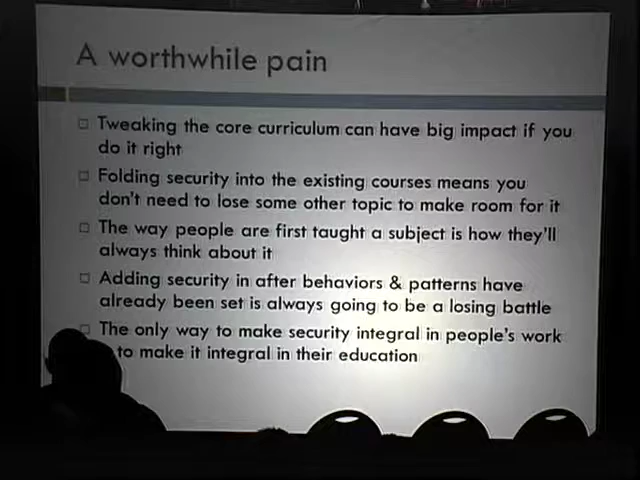 A worthwhile pain
Tweaking the core curriculum can have big impact if you
do it right
Folding security into the existing courses means you
don't need to lose some other topic to make room for it
The way people are first taught a subject is how they'll
always think about it
Adding security in after behaviors & patterns have
already been set is always going to be a losing battle
The only way to make security integral in people's work
to make it integral in their education